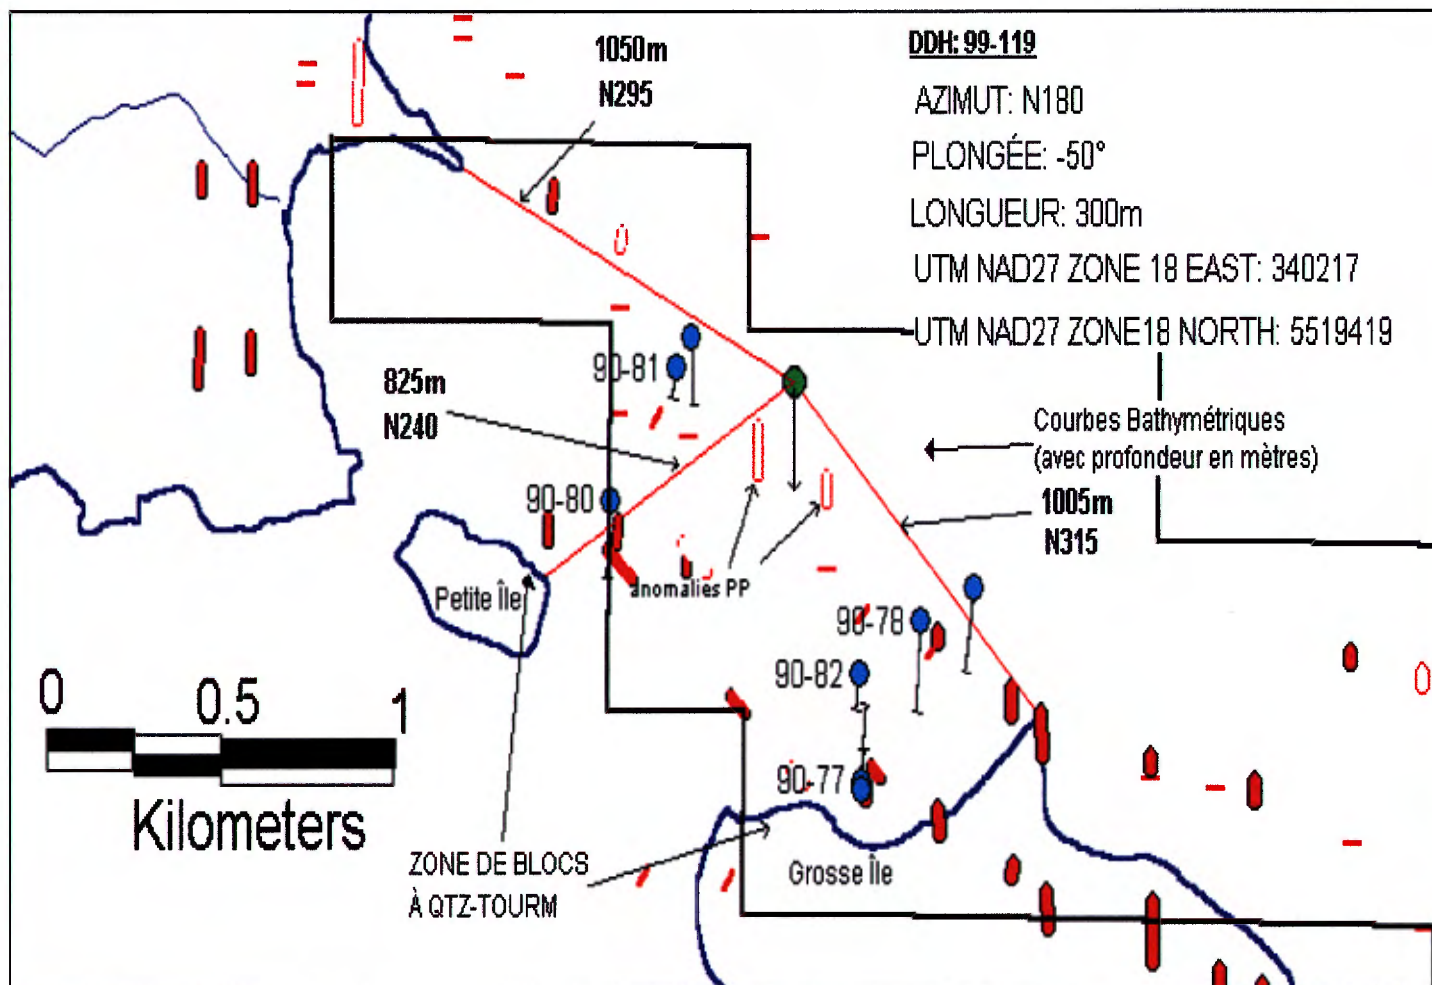 1050m
N295
DDH: 99-119
AZIMUT: N180
PLONGÉE: -50°
LONGUEUR: 300m
UTM NAD27 ZONE 18 EAST: 340217
UTM NAD27 ZONE18 NORTH: 5519419
90-81
825m
N240
Courbes Bathymétriques
(avec profondeur en mètres)
1005m
N315
90-80
anomalies PP
Petite Île
90-78
90-82
0 0.5 1
Kilometers
90-77
ZONE DE BLOCS
À QTZ-TOURM
Grosse Île